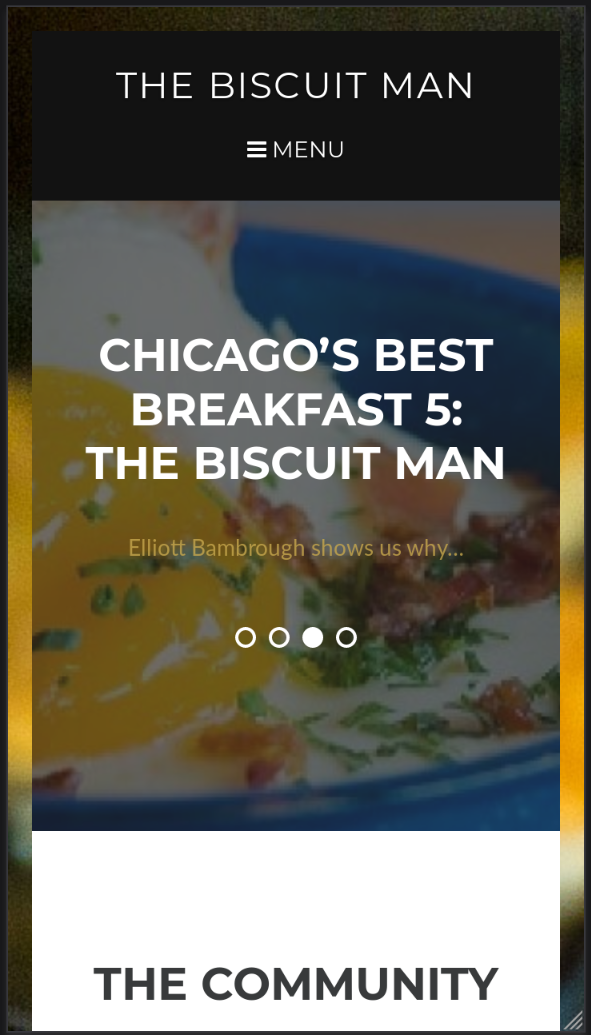 THE BISCUIT MAN
MENU
CHICAGO’S BEST
BREAKFAST 5:
THE BISCUIT MAN
Elliott Bambrough shows us why...
THE COMMUNITY